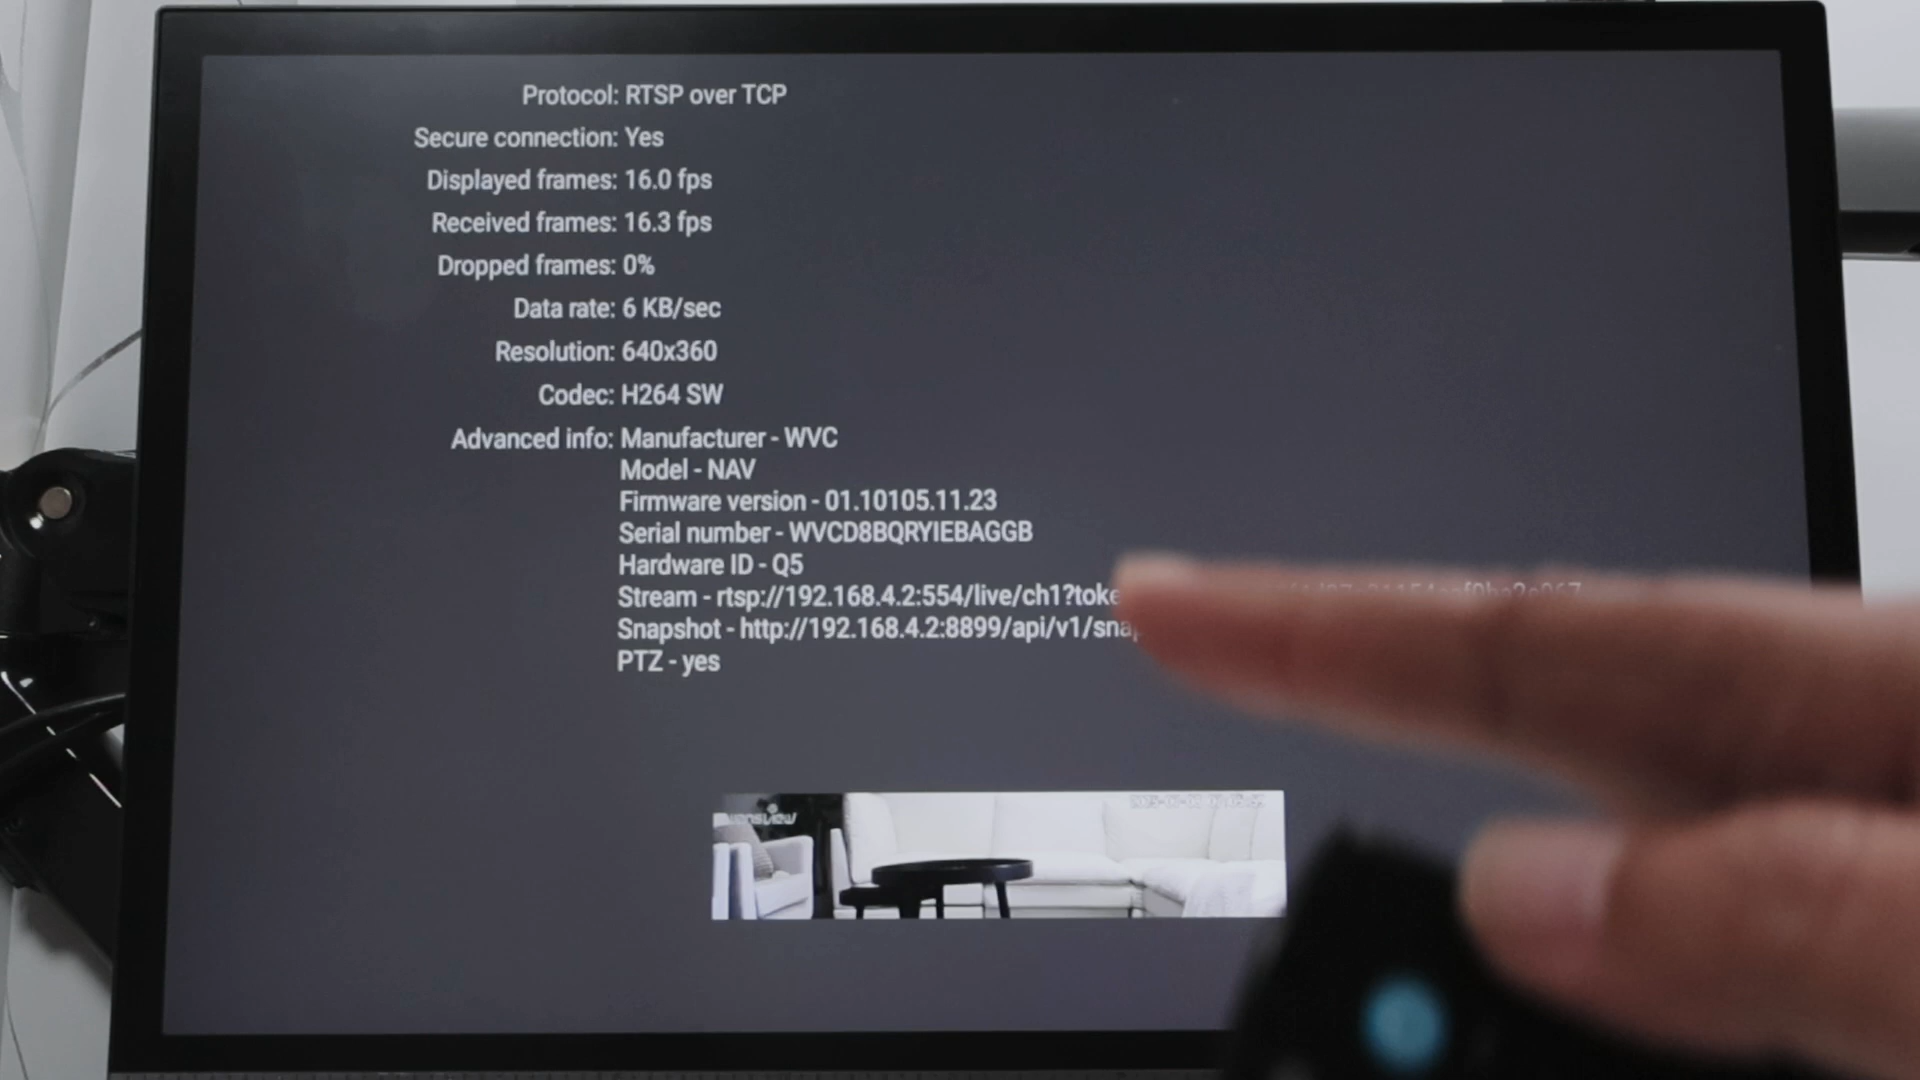 Protocol: RTSP over TCP
Secure connection: Yes
Displayed frames: 16.0 fps
Received frames: 16.3 fps
Dropped frames: 0%
Data rate: 6 KB/sec
Resolution: 640x360
Codec: H264 SW
Advanced info: Manufacturer - WVC
Model - NAV
Firmware version - 01.10105.11.23
Serial number - WVCD8BQRYIEBAGGB
Hardware ID - Q5
Stream - rtsp://192.168.4.2:554/live/ch1?toke
Snapshot - http://192.168.4.2:8899/api/v1/sna
PTZ - yes